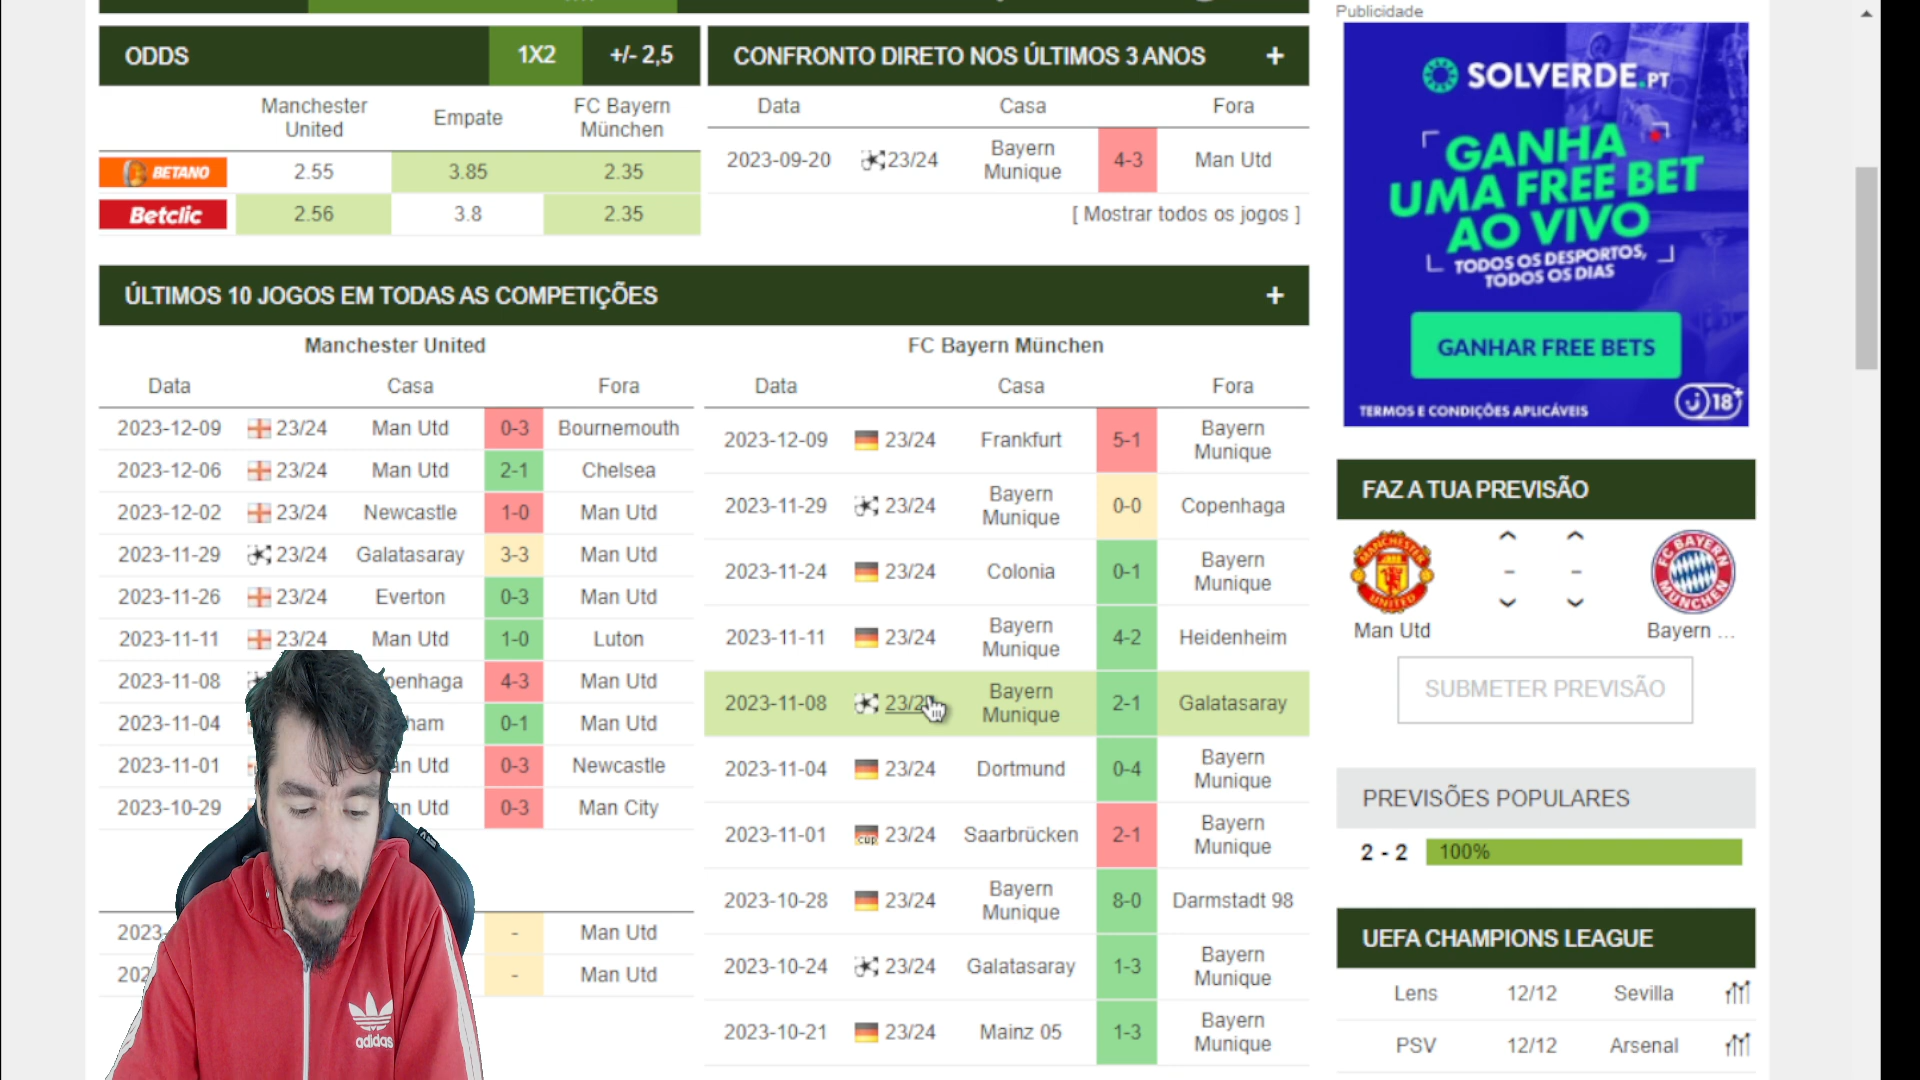 Publicidade
ODDS 1X2 +/- 2,5
Manchester United Empate FC Bayern München
BETANO 2.55 3.85 2.35
Betclic 2.56 3.8 2.35
CONFRONTO DIRETO NOS ÚLTIMOS 3 ANOS +
Data Casa Fora
2023-09-20 23/24 Bayern Munique 4-3 Man Utd
[ Mostrar todos os jogos ]
ÚLTIMOS 10 JOGOS EM TODAS AS COMPETIÇÕES +
Manchester United
Data Casa Fora
2023-12-09 23/24 Man Utd 0-3 Bournemouth
2023-12-06 23/24 Man Utd 2-1 Chelsea
2023-12-02 23/24 Newcastle 1-0 Man Utd
2023-11-29 23/24 Galatasaray 3-3 Man Utd
2023-11-26 23/24 Everton 0-3 Man Utd
2023-11-11 23/24 Man Utd 1-0 Luton
2023-11-08 penhaga 4-3 Man Utd
2023-11-04 ham 0-1 Man Utd
2023-11-01 n Utd 0-3 Newcastle
2023-10-29 n Utd 0-3 Man City
2023- - Man Utd
202 - Man Utd
FC Bayern München
Data Casa Fora
2023-12-09 23/24 Frankfurt 5-1 Bayern Munique
2023-11-29 23/24 Bayern Munique 0-0 Copenhaga
2023-11-24 23/24 Colonia 0-1 Bayern Munique
2023-11-11 23/24 Bayern Munique 4-2 Heidenheim
2023-11-08 23/2 Bayern Munique 2-1 Galatasaray
2023-11-04 23/24 Dortmund 0-4 Bayern Munique
2023-11-01 cup 23/24 Saarbrücken 2-1 Bayern Munique
2023-10-28 23/24 Bayern Munique 8-0 Darmstadt 98
2023-10-24 23/24 Galatasaray 1-3 Bayern Munique
2023-10-21 23/24 Mainz 05 1-3 Bayern Munique
SOLVERDE.PT
GANHA
UMA FREE BET
AO VIVO
TODOS OS DESPORTOS,
TODOS OS DIAS
GANHAR FREE BETS
TERMOS E CONDIÇÕES APLICÁVEIS
18+
FAZ A TUA PREVISÃO
MANCHESTER UNITED
FC BAYERN MÜNCHEN
- -
Man Utd Bayern ...
SUBMETER PREVISÃO
PREVISÕES POPULARES
2 - 2 100%
UEFA CHAMPIONS LEAGUE
Lens 12/12 Sevilla
PSV 12/12 Arsenal
adidas